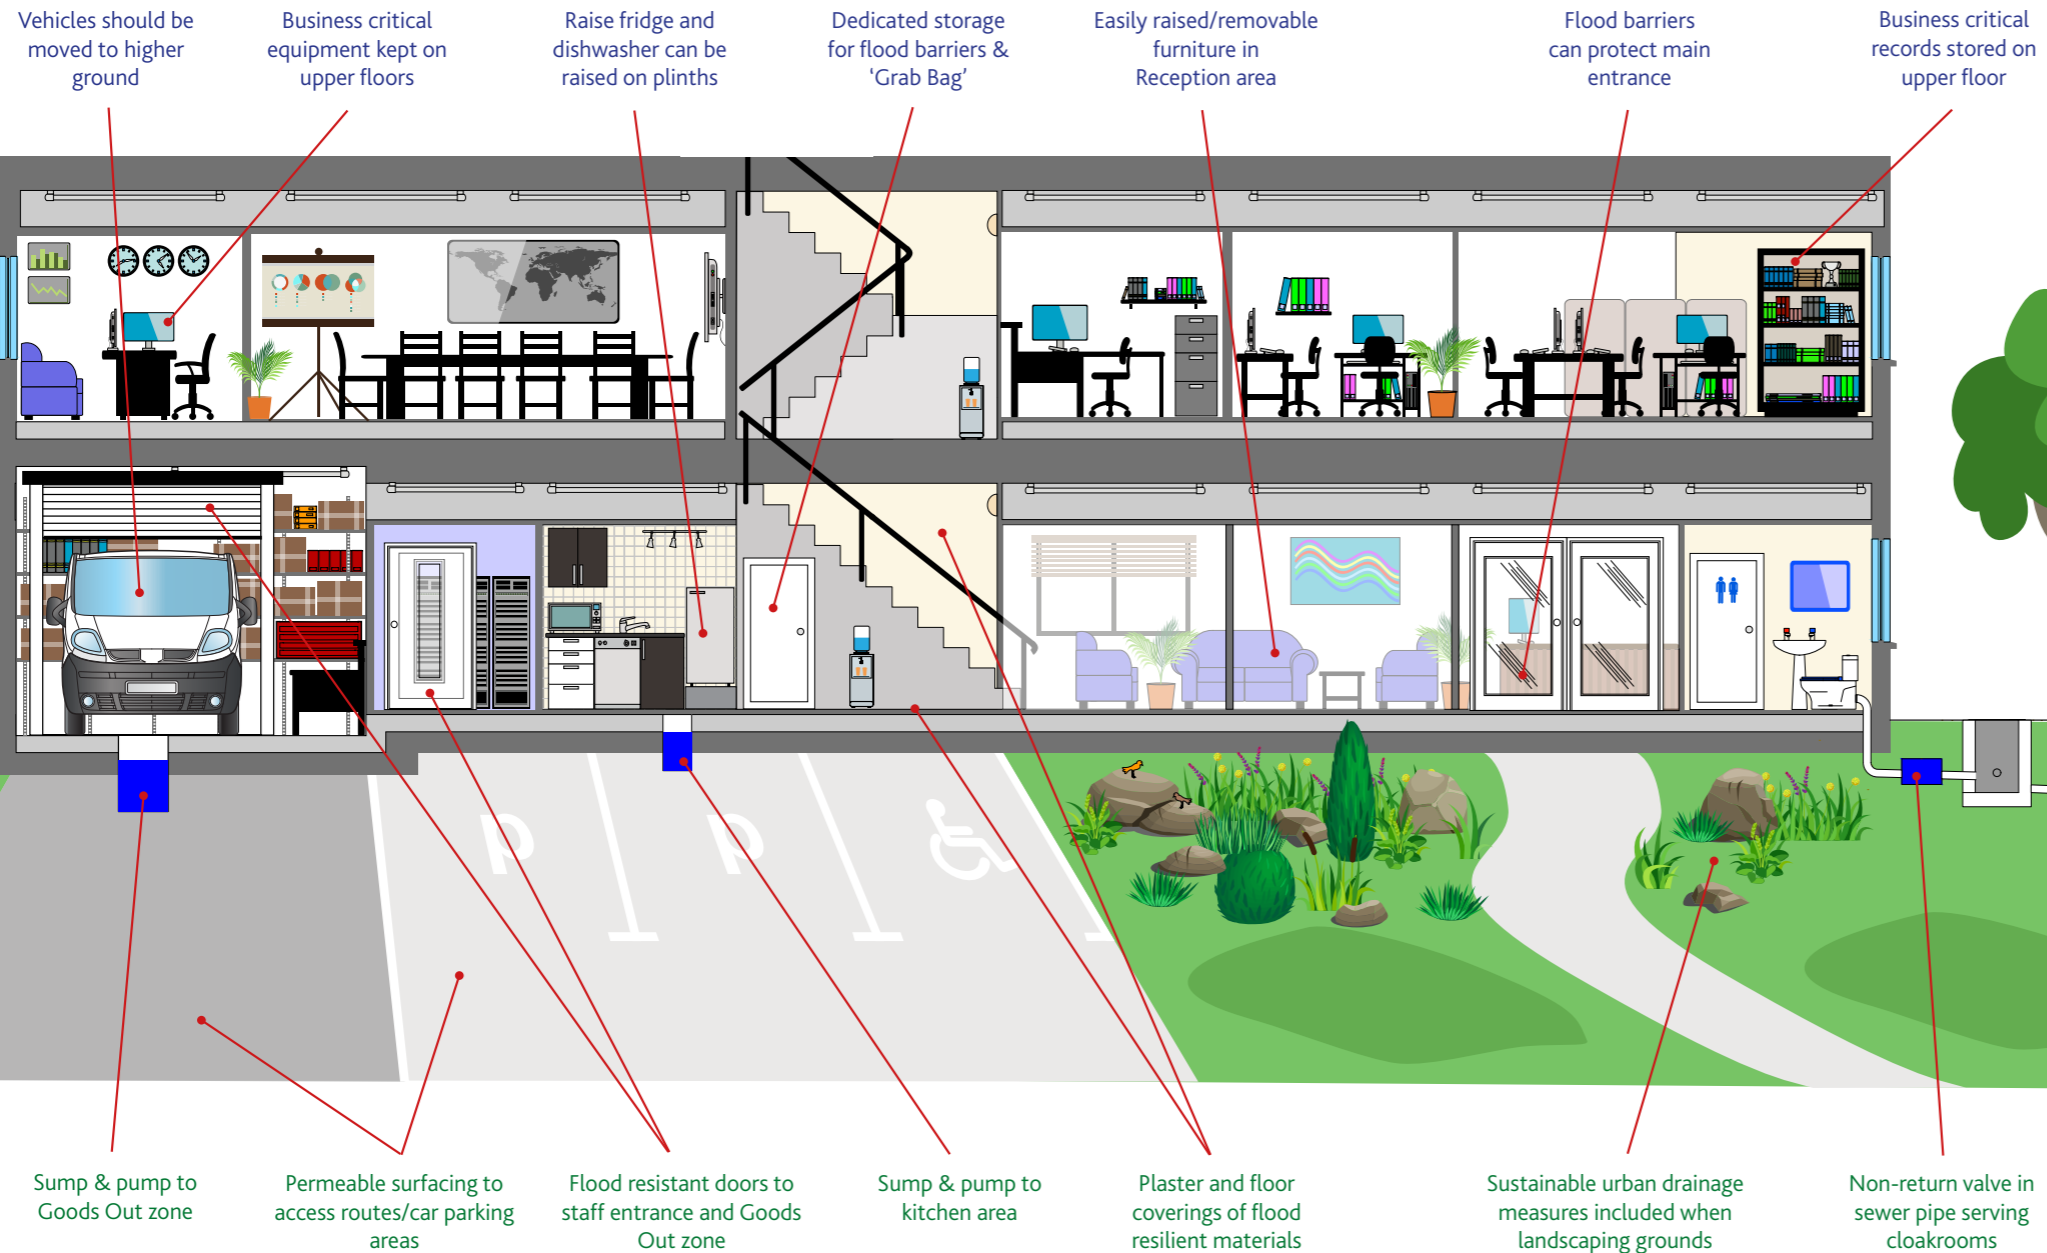 Vehicles should be
moved to higher
ground
Business critical
equipment kept on
upper floors
Raise fridge and
dishwasher can be
raised on plinths
Dedicated storage
for flood barriers &
‘Grab Bag’
Easily raised/removable
furniture in
Reception area
Flood barriers
can protect main
entrance
Business critical
records stored on
upper floor
Sump & pump to
Goods Out zone
Permeable surfacing to
access routes/car parking
areas
Flood resistant doors to
staff entrance and Goods
Out zone
Sump & pump to
kitchen area
Plaster and floor
coverings of flood
resilient materials
Sustainable urban drainage
measures included when
landscaping grounds
Non-return valve in
sewer pipe serving
cloakrooms